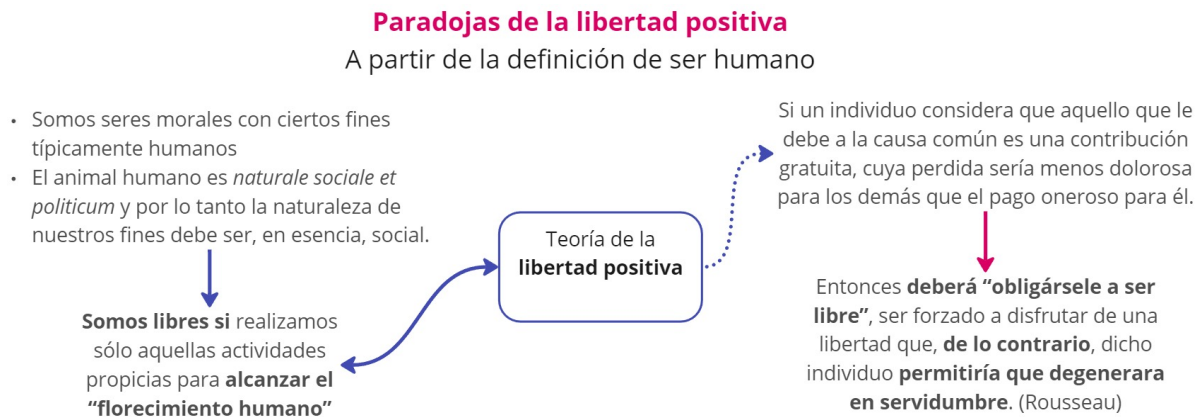 Paradojas de la libertad positiva
A partir de la definición de ser humano
• Somos seres morales con ciertos fines
típicamente humanos
• El animal humano es naturale sociale et
politicum y por lo tanto la naturaleza de
nuestros fines debe ser, en esencia, social.
Somos libres si realizamos
sólo aquellas actividades
propicias para alcanzar el
“florecimiento humano”
Teoría de la
libertad positiva
Si un individuo considera que aquello que le
debe a la causa común es una contribución
gratuita, cuya perdida sería menos dolorosa
para los demás que el pago oneroso para él.
Entonces deberá “obligársele a ser
libre”, ser forzado a disfrutar de una
libertad que, de lo contrario, dicho
individuo permitiría que degenerara
en servidumbre. (Rousseau)